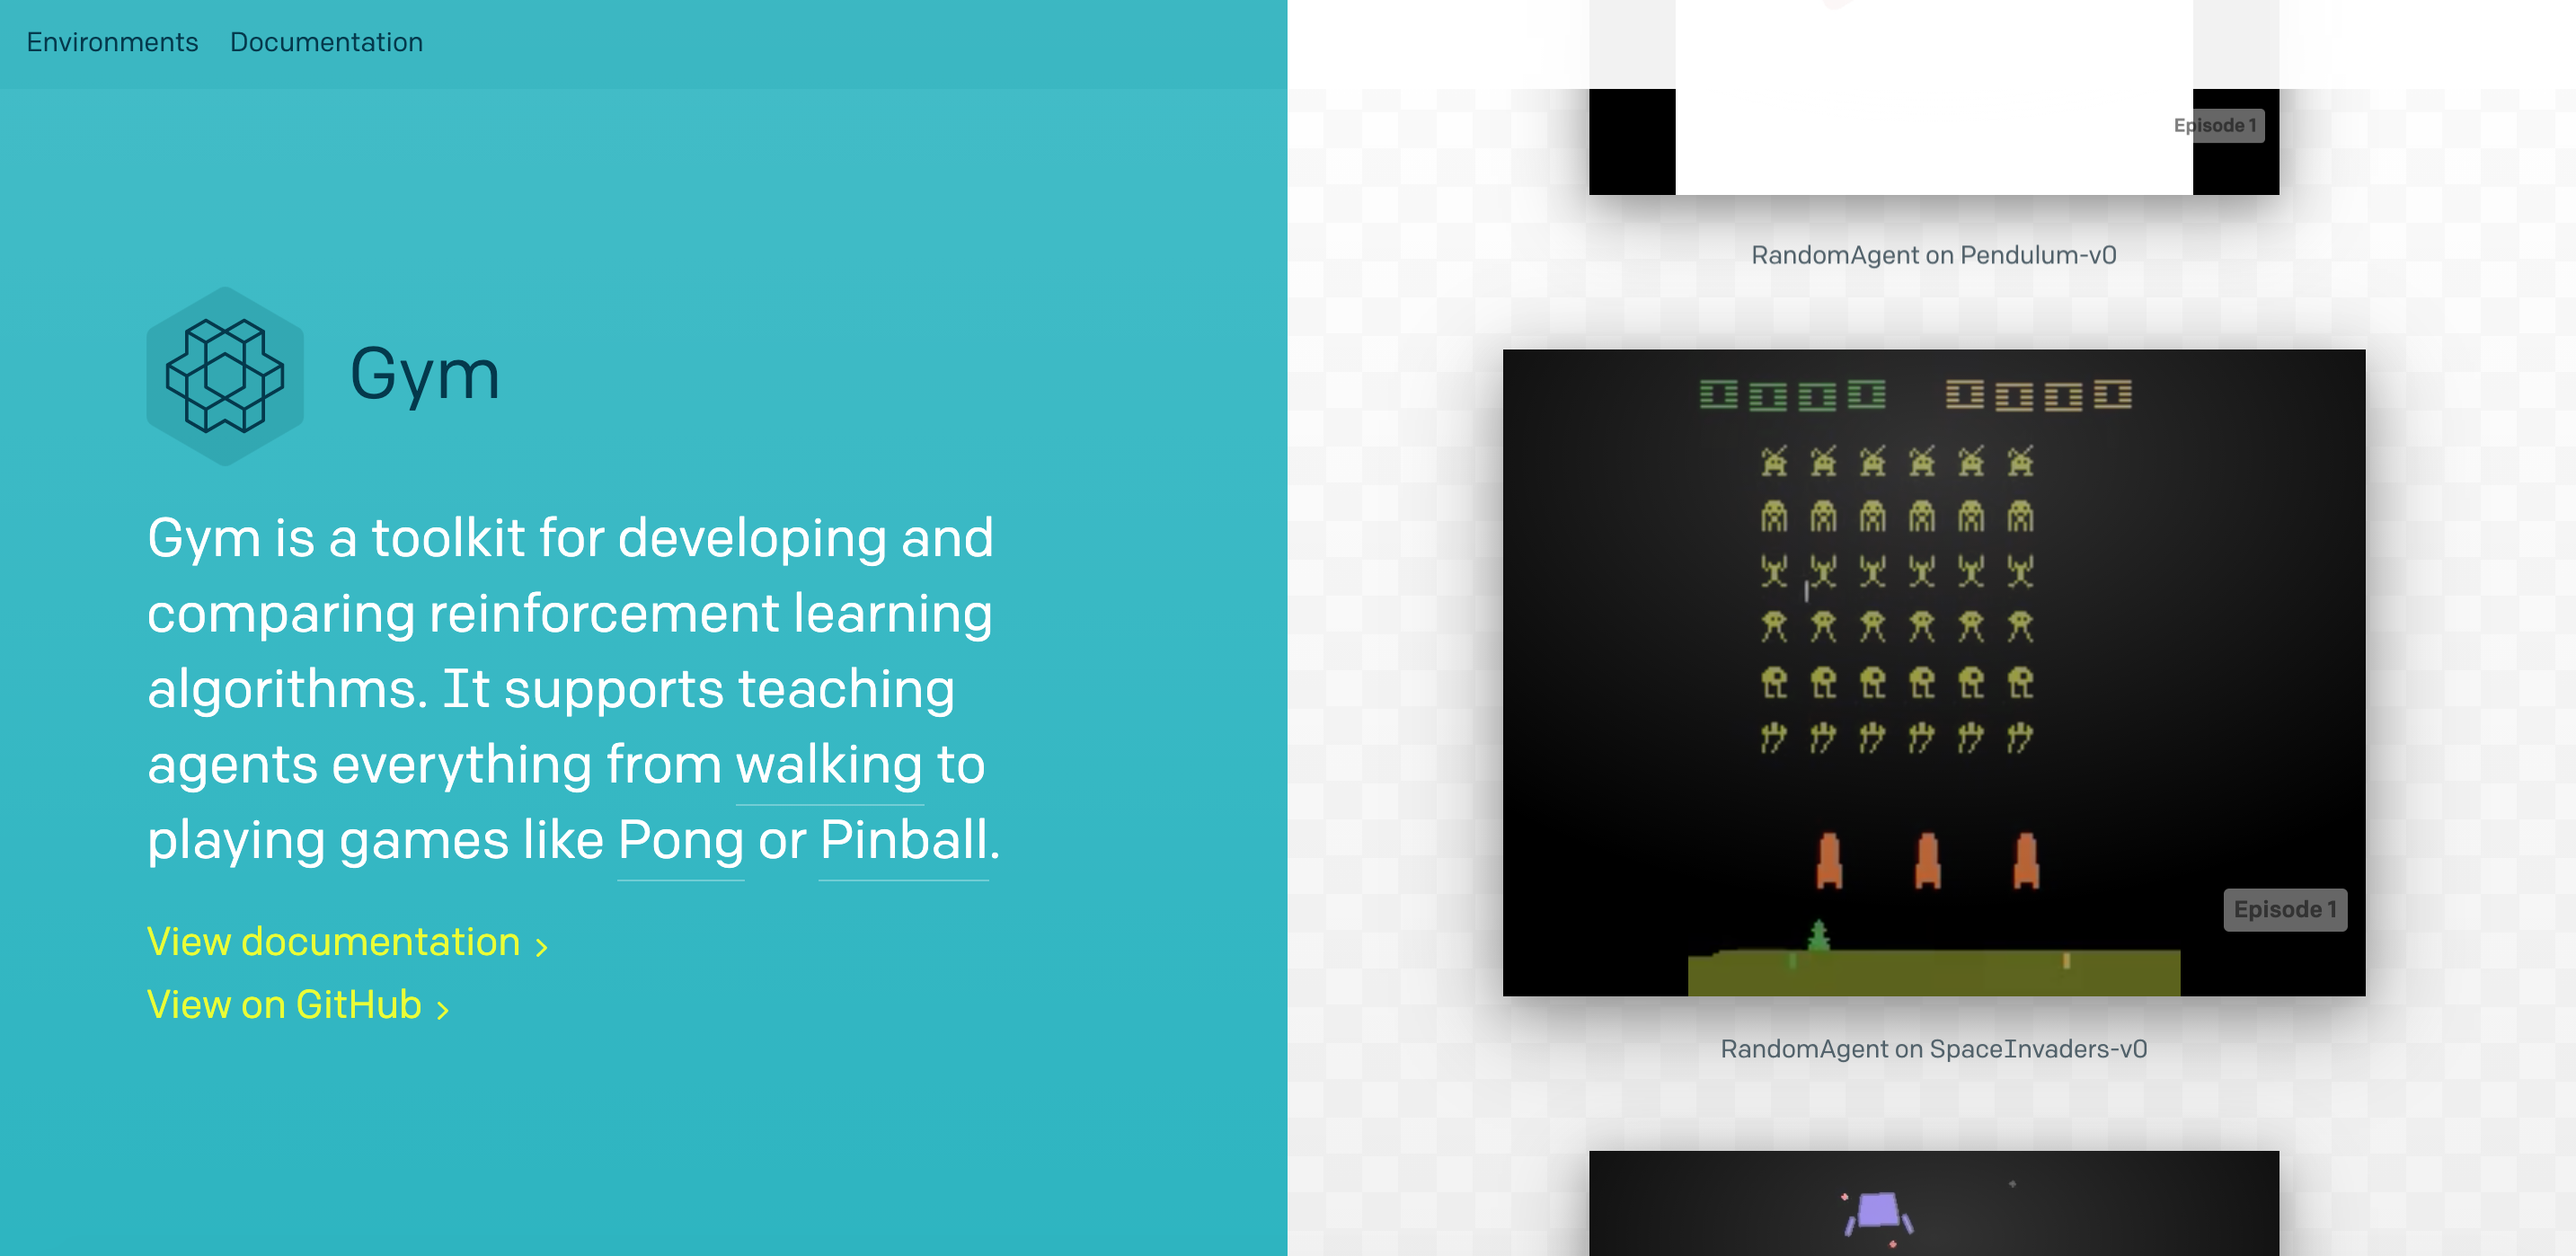 Environments Documentation
Gym
Gym is a toolkit for developing and
comparing reinforcement learning
algorithms. It supports teaching
agents everything from walking to
playing games like Pong or Pinball.
View documentation >
View on GitHub >
Episode 1
RandomAgent on Pendulum-v0
Episode 1
RandomAgent on SpaceInvaders-v0